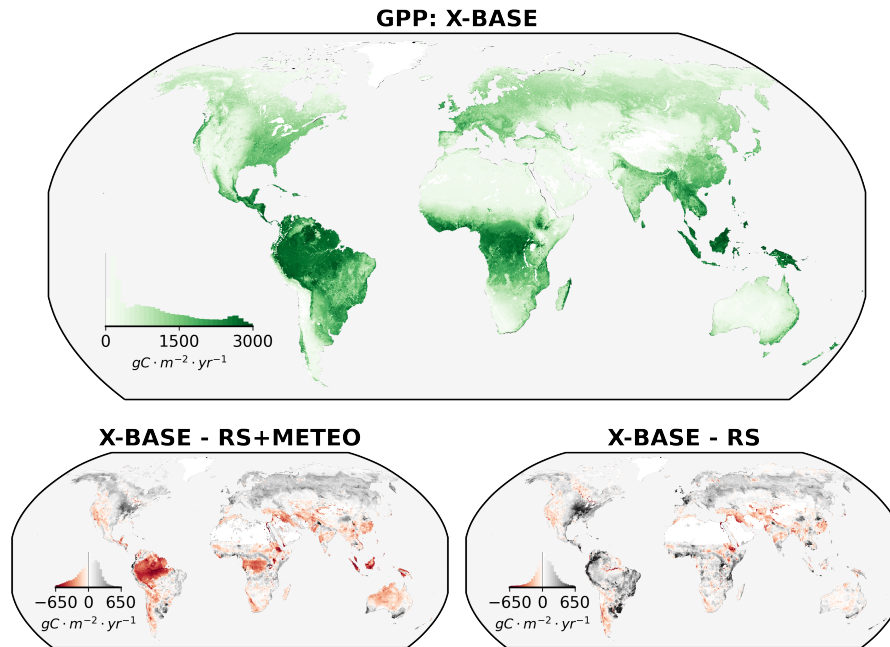 GPP: X-BASE
0 1500 3000
gC · m⁻² · yr⁻¹
X-BASE - RS+METEO
X-BASE - RS
−650 0 650
gC · m⁻² · yr⁻¹
−650 0 650
gC · m⁻² · yr⁻¹